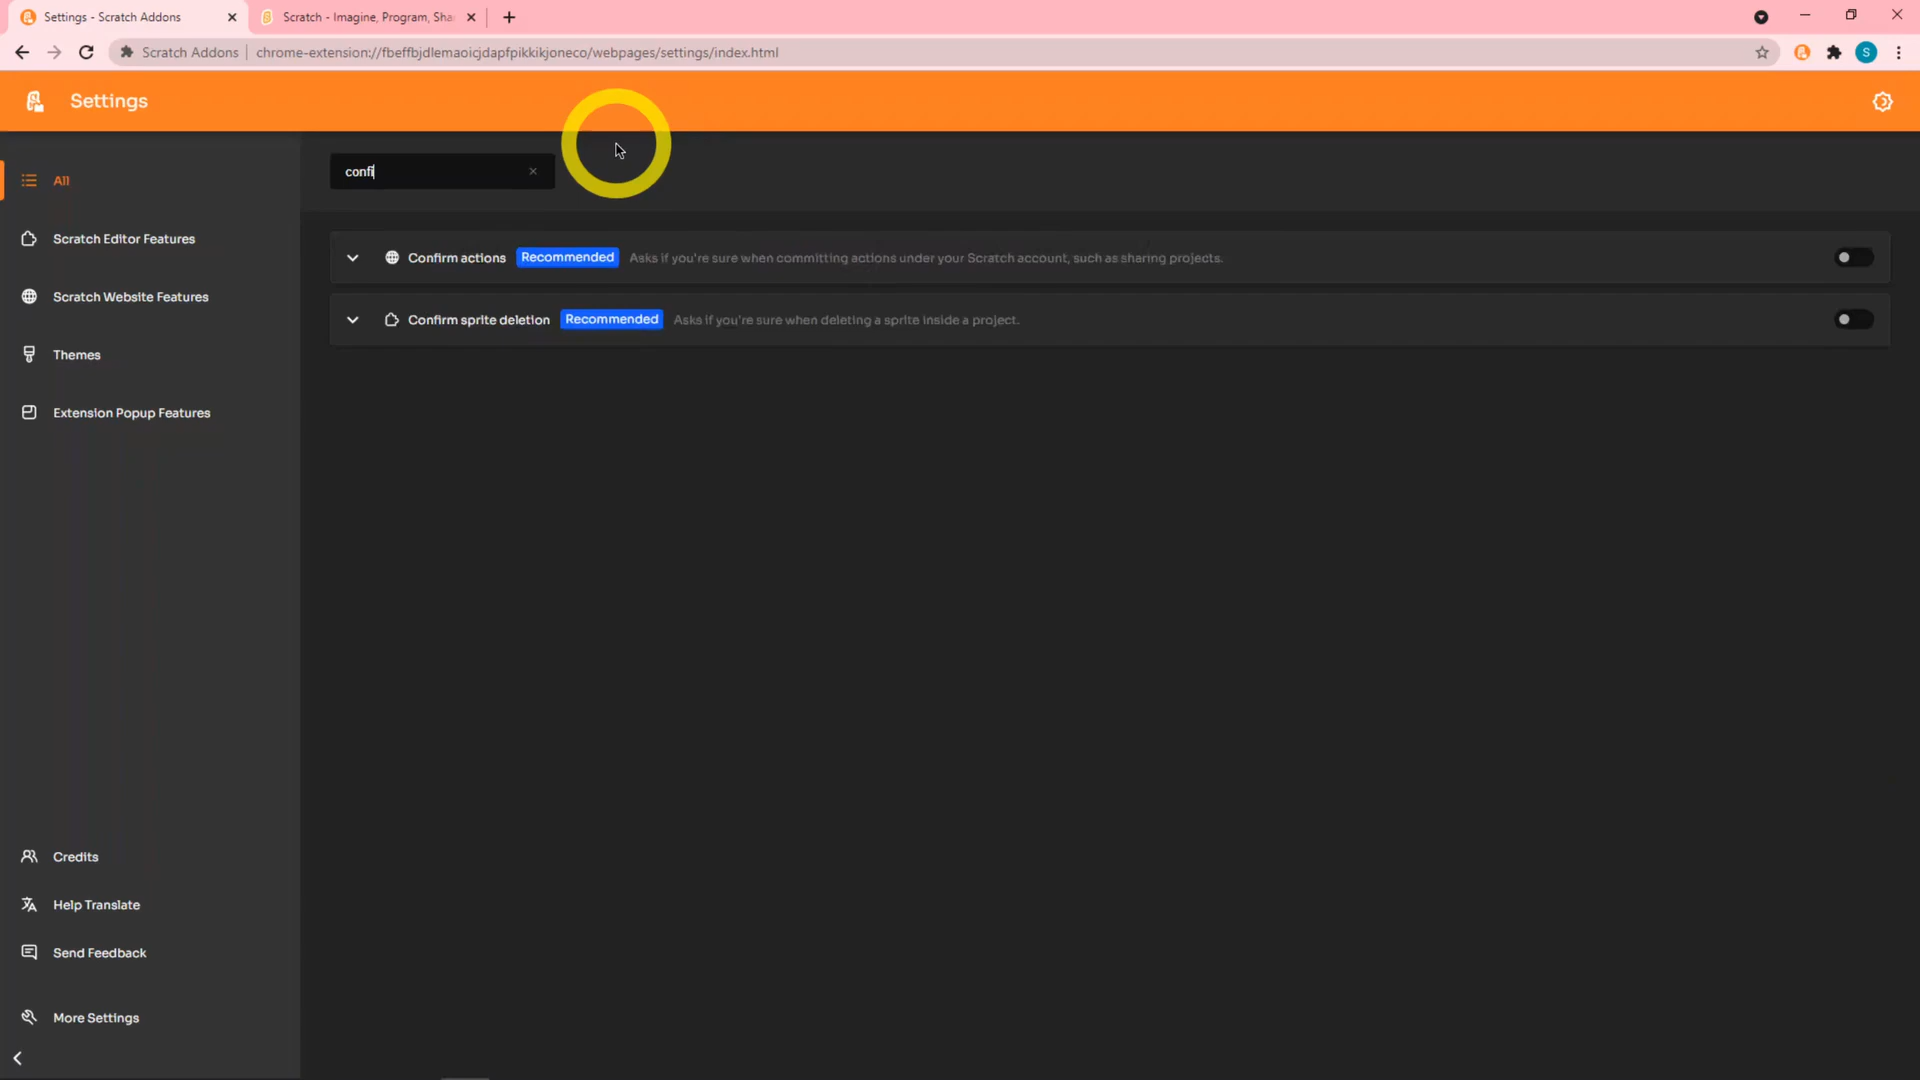 Settings - Scratch Addons
Scratch - Imagine, Program, Sha
Scratch Addons
chrome-extension://fbeffbjdlemaoicjdapfpikkikjoneco/webpages/settings/index.html
S
Settings
confi
All
Scratch Editor Features
Scratch Website Features
Themes
Extension Popup Features
Confirm actions Recommended Asks if you're sure when committing actions under your Scratch account, such as sharing projects.
Confirm sprite deletion Recommended Asks if you're sure when deleting a sprite inside a project.
Credits
Help Translate
Send Feedback
More Settings